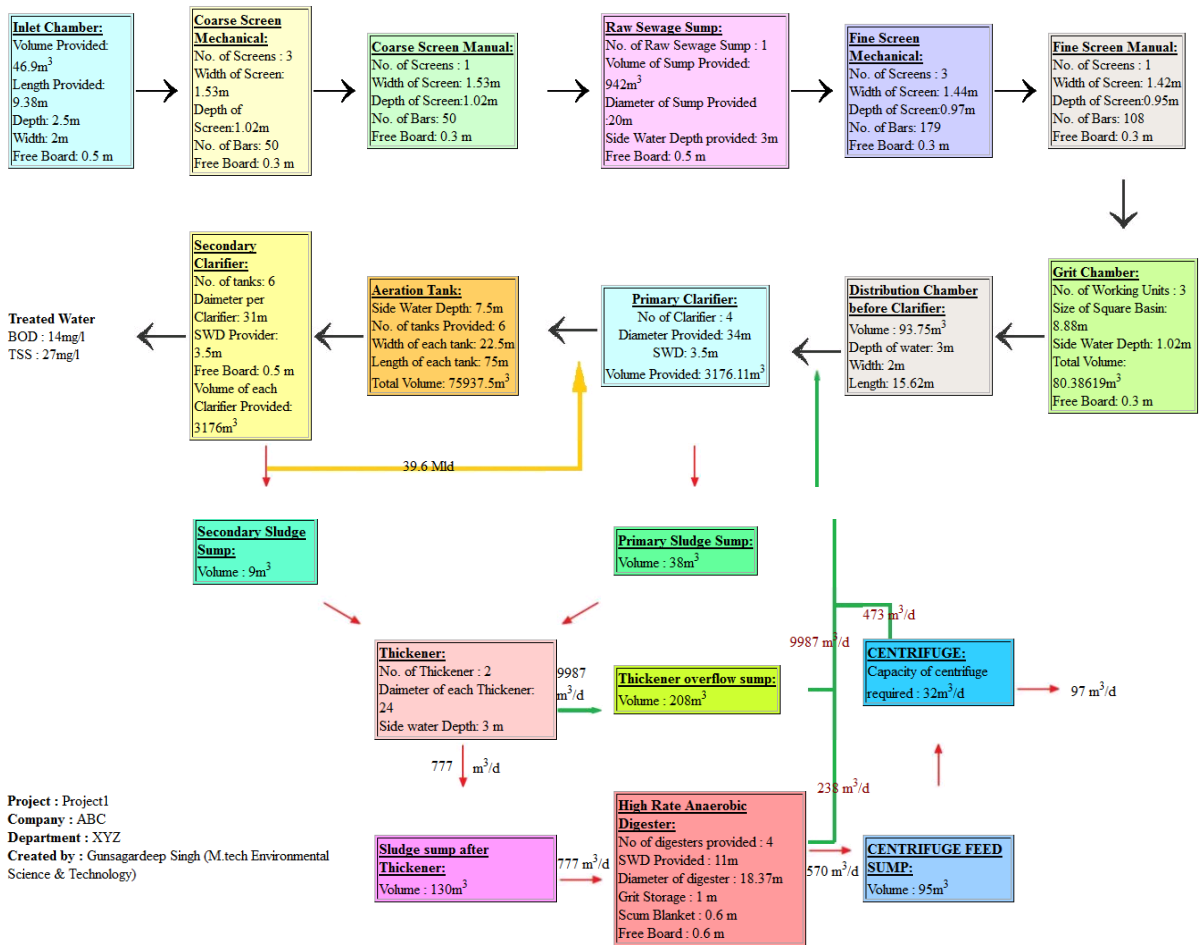 Inlet Chamber:
Volume Provided:
46.9m³
Length Provided:
9.38m
Depth: 2.5m
Width: 2m
Free Board: 0.5 m
Coarse Screen
Mechanical:
No. of Screens : 3
Width of Screen:
1.53m
Depth of
Screen:1.02m
No. of Bars: 50
Free Board: 0.3 m
Coarse Screen Manual:
No. of Screens : 1
Width of Screen: 1.53m
Depth of Screen:1.02m
No. of Bars: 50
Free Board: 0.3 m
Raw Sewage Sump:
No. of Raw Sewage Sump : 1
Volume of Sump Provided:
942m³
Diameter of Sump Provided
:20m
Side Water Depth provided: 3m
Free Board: 0.5 m
Fine Screen
Mechanical:
No. of Screens : 3
Width of Screen: 1.44m
Depth of Screen:0.97m
No. of Bars: 179
Free Board: 0.3 m
Fine Screen Manual:
No. of Screens : 1
Width of Screen: 1.42m
Depth of Screen:0.95m
No. of Bars: 108
Free Board: 0.3 m
Treated Water
BOD : 14mg/l
TSS : 27mg/l
Secondary
Clarifier:
No. of tanks: 6
Daimeter per
Clarifier: 31m
SWD Provider:
3.5m
Free Board: 0.5 m
Volume of each
Clarifier Provided:
3176m³
Aeration Tank:
Side Water Depth: 7.5m
No. of tanks Provided: 6
Width of each tank: 22.5m
Length of each tank: 75m
Total Volume: 75937.5m³
Primary Clarifier:
No of Clarifier : 4
Diameter Provided : 34m
SWD: 3.5m
Volume Provided: 3176.11m³
Distribution Chamber
before Clarifier:
Volume : 93.75m³
Depth of water: 3m
Width: 2m
Length: 15.62m
Grit Chamber:
No. of Working Units : 3
Size of Square Basin:
8.88m
Side Water Depth: 1.02m
Total Volume:
80.38619m³
Free Board: 0.3 m
39.6 Mld
Secondary Sludge
Sump:
Volume : 9m³
Primary Sludge Sump:
Volume : 38m³
Thickener:
No. of Thickener : 2
Daimeter of each Thickener:
24
Side water Depth: 3 m
9987
m³/d
Thickener overflow sump:
Volume : 208m³
9987 m³/d
473 m³/d
CENTRIFUGE:
Capacity of centrifuge
required : 32m³/d
97 m³/d
777 m³/d
238 m³/d
Project : Project1
Company : ABC
Department : XYZ
Created by : Gunsagardeep Singh (M.tech Environmental
Science & Technology)
Sludge sump after
Thickener:
Volume : 130m³
777 m³/d
High Rate Anaerobic
Digester:
No of digesters provided : 4
SWD Provided : 11m
Diameter of digester : 18.37m
Grit Storage : 1 m
Scum Blanket : 0.6 m
Free Board : 0.6 m
570 m³/d
CENTRIFUGE FEED
SUMP:
Volume : 95m³